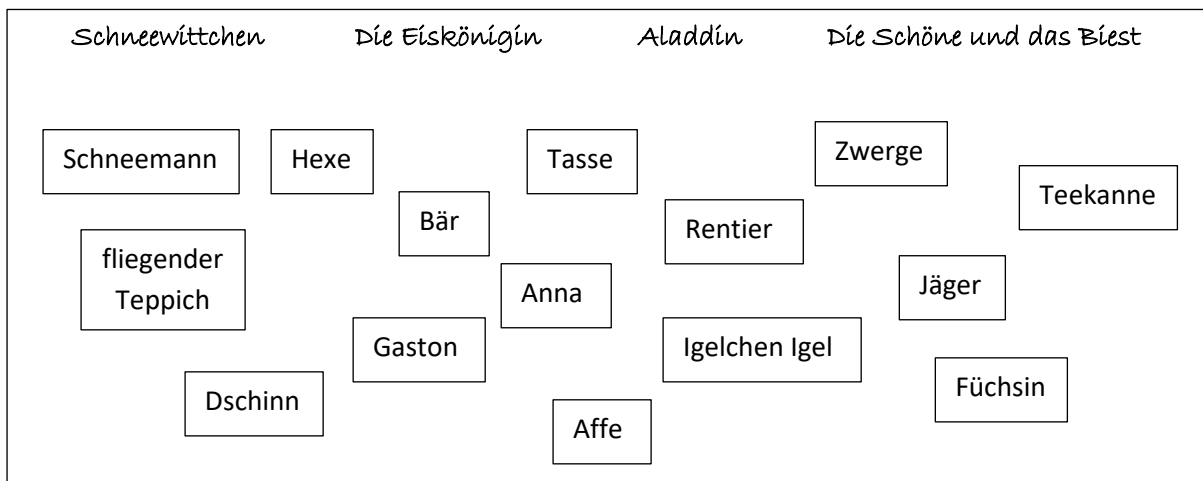 Schneewittchen Die Eiskönigin Aladdin Die Schöne und das Biest
Schneemann
Hexe
Tasse
Zwerge
Teekanne
Bär
Rentier
fliegender
Teppich
Anna
Jäger
Gaston
Igelchen Igel
Füchsin
Dschinn
Affe